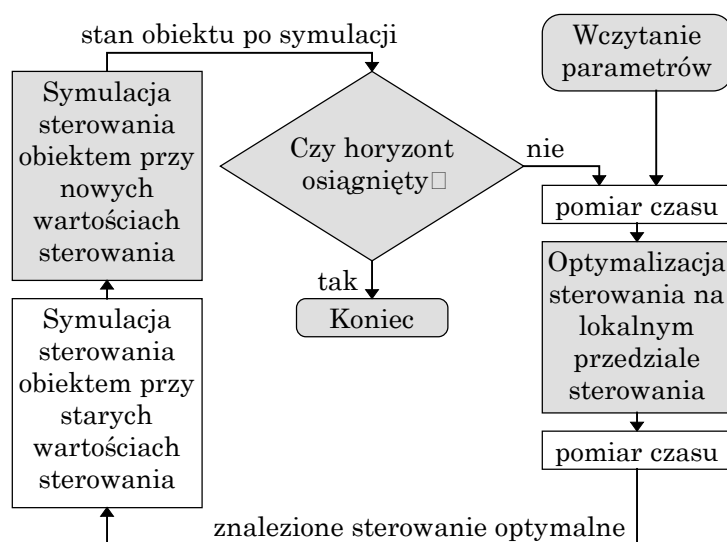 stan obiektu po symulacji
Wczytanie
parametrów
Symulacja
sterowania
obiektem przy
nowych
wartościach
sterowania
Czy horyzont
osiągnięty
nie
pomiar czasu
tak
Koniec
Optymalizacja
sterowania na
lokalnym
przedziale
sterowania
Symulacja
sterowania
obiektem przy
starych
wartościach
sterowania
pomiar czasu
znalezione sterowanie optymalne